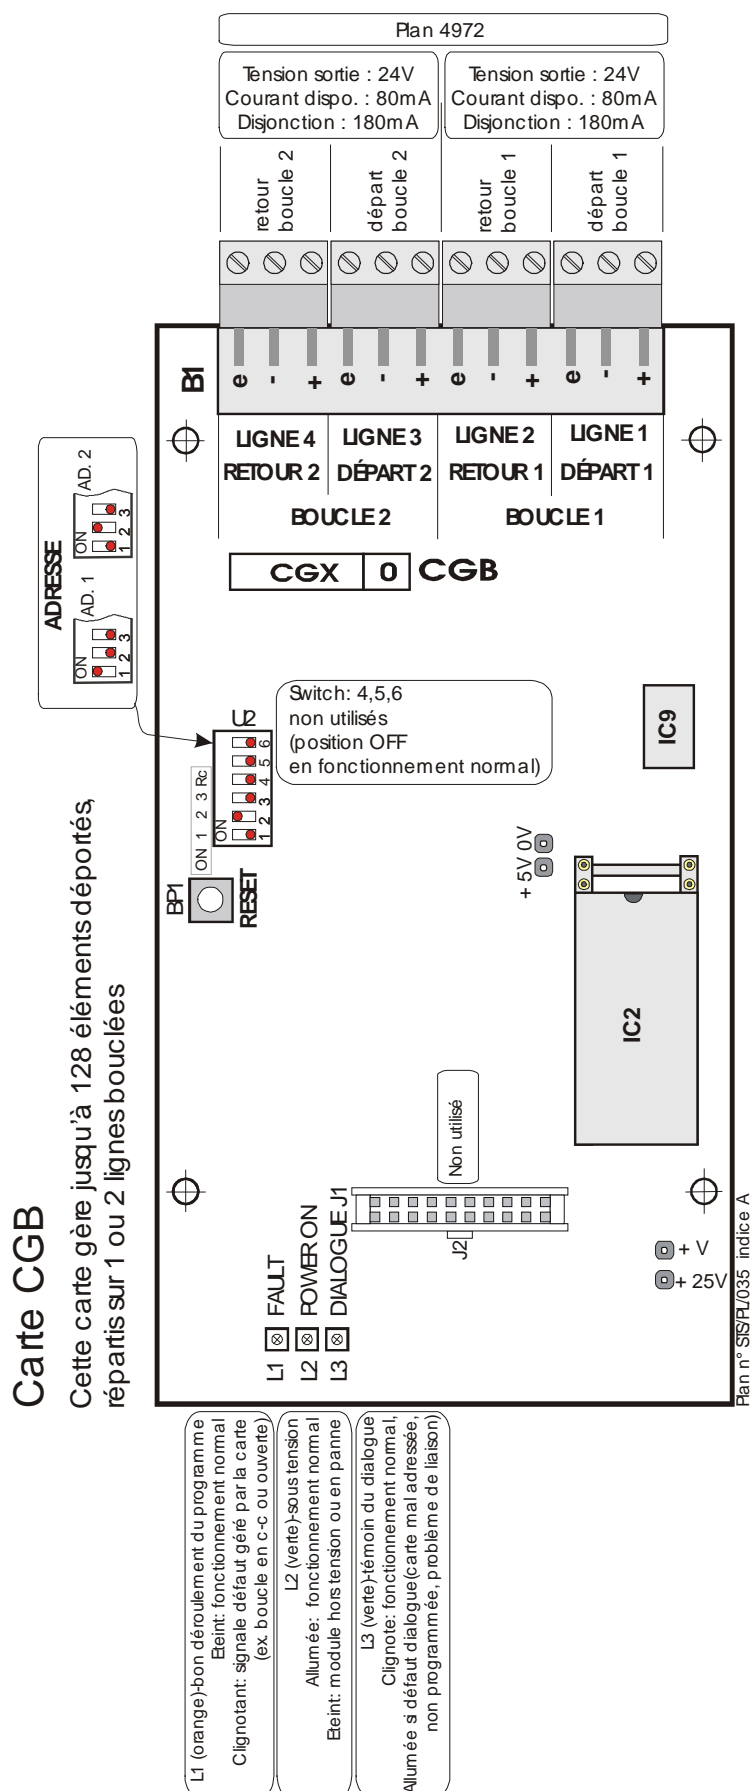 Carte CGB
Cette carte gère jusqu'à 128 éléments déportés,
répartis sur 1 ou 2 lignes bouclées
Plan 4972
Tension sortie : 24V
Courant dispo. : 80mA
Disjonction : 180mA
Tension sortie : 24V
Courant dispo. : 80mA
Disjonction : 180mA
retour
boucle 2
départ
boucle 2
retour
boucle 1
départ
boucle 1
B1
e - + e - + e - + e - +
LIGNE 4 LIGNE 3 LIGNE 2 LIGNE 1
RETOUR 2 DÉPART 2 RETOUR 1 DÉPART 1
BOUCLE 2 BOUCLE 1
CGX 0 CGB
ADRESSE
AD. 1
ON
1 2 3
AD. 2
ON
1 2 3
U2
ON
1 2 3 4 5 6
ON 1 2 3 Rc
Switch: 4,5,6
non utilisés
(position OFF
en fonctionnement normal)
BP1
RESET
IC9
+ 5V 0V
IC2
Non utilisé
J2
L1 FAULT
L2 POWER ON
L3 DIALOGUE J1
+ V
+ 25V
Plan n° SIS/PL/035 indice A
L1 (orange)-bon déroulement du programme
Eteint: fonctionnement normal
Clignotant: signale défaut géré par la carte
(ex. boucle en c-c ou ouverte)
L2 (verte)-sous tension
Allumée: fonctionnement normal
Eteint: module hors tension ou en panne
L3 (verte)-témoin du dialogue
Clignote: fonctionnement normal,
Allumée si défaut dialogue(carte mal adressée,
non programmée, problème de liaison)